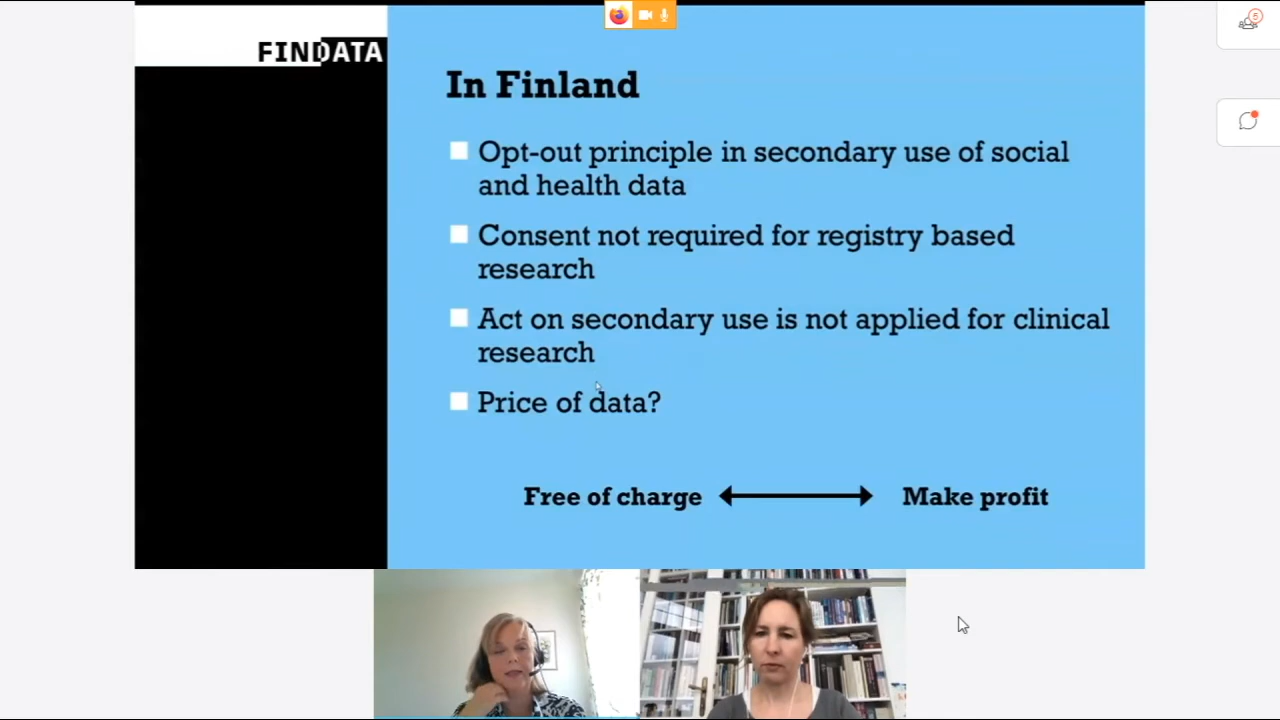 FINDATA
In Finland
Opt-out principle in secondary use of social
and health data
Consent not required for registry based
research
Act on secondary use is not applied for clinical
research
Price of data?
Free of charge
Make profit
5